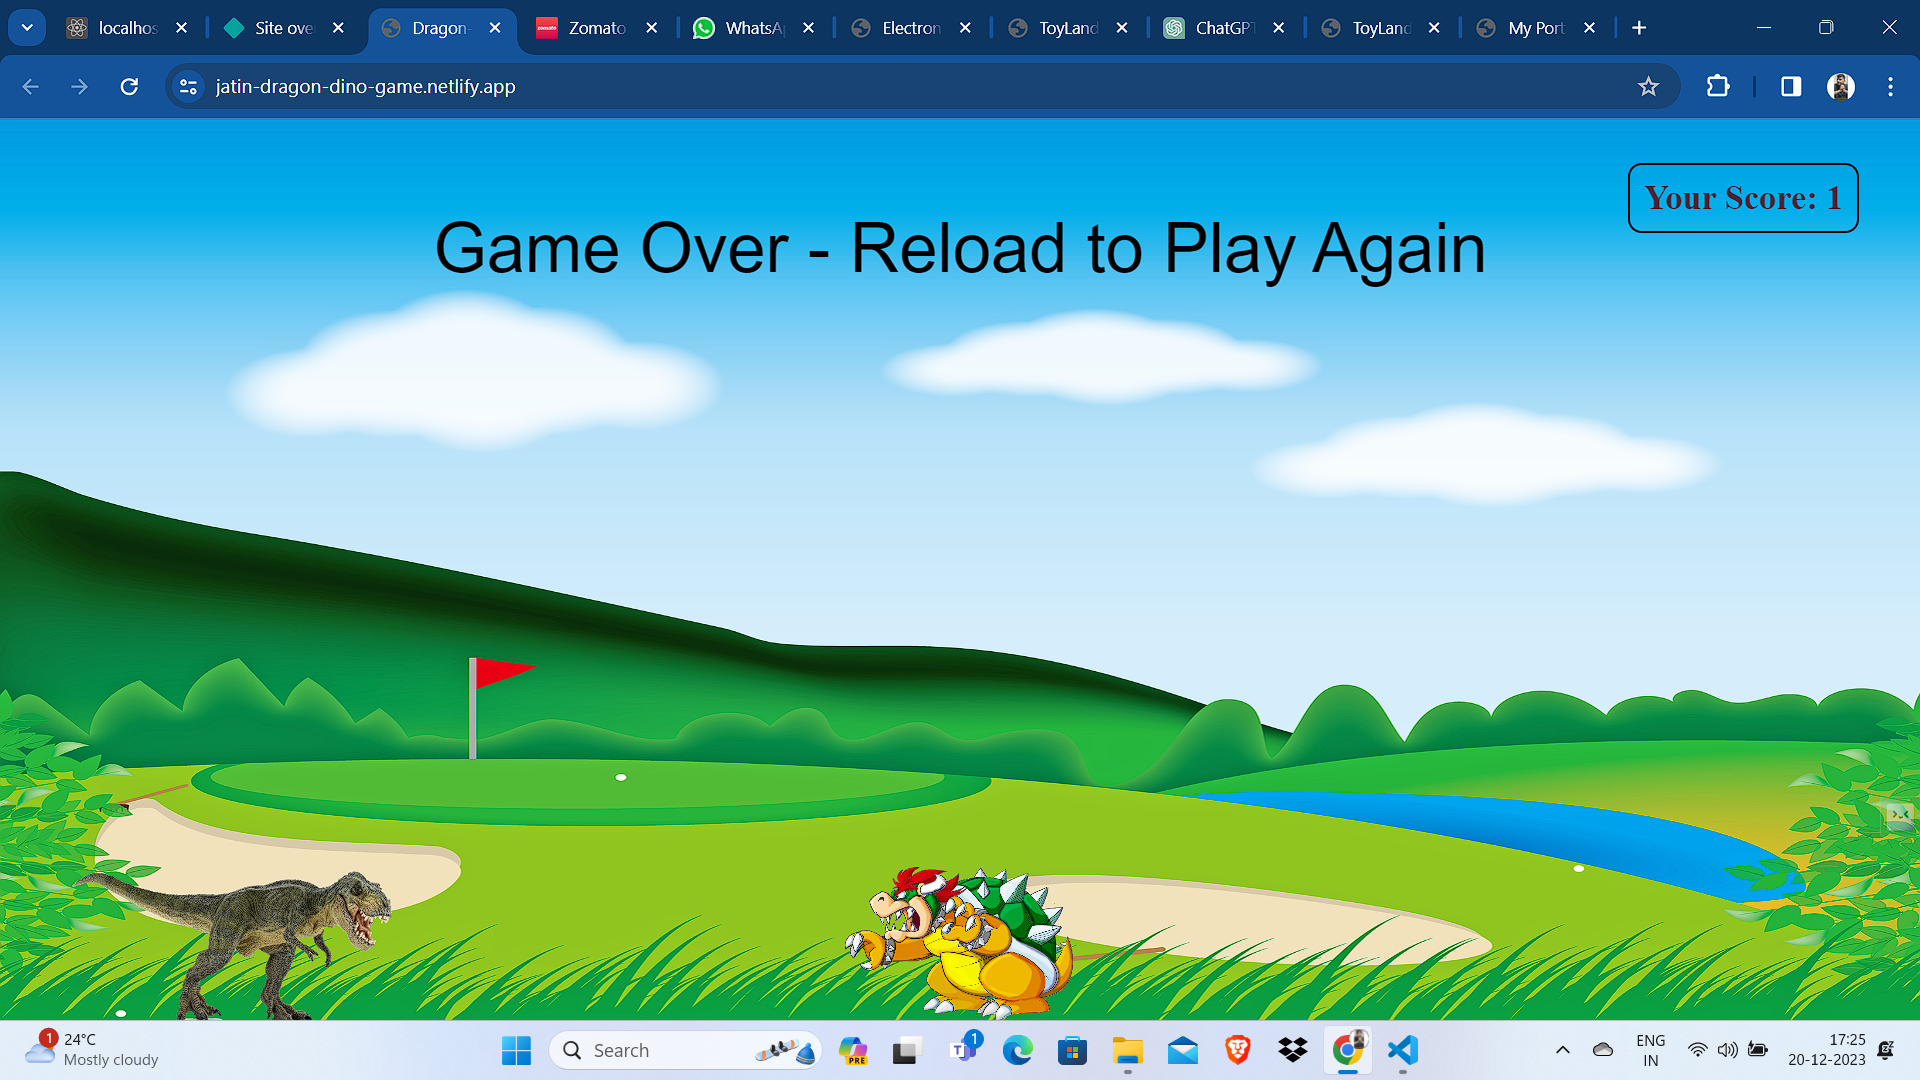 localhos
Site ove
Dragon-
Zomato
WhatsA
Electron
ToyLand
ChatGPT
ToyLand
My Port
jatin-dragon-dino-game.netlify.app
Your Score: 1
Game Over - Reload to Play Again
1
24°C
Mostly cloudy
Search
PRE
T
1
ENG
IN
17:25
20-12-2023